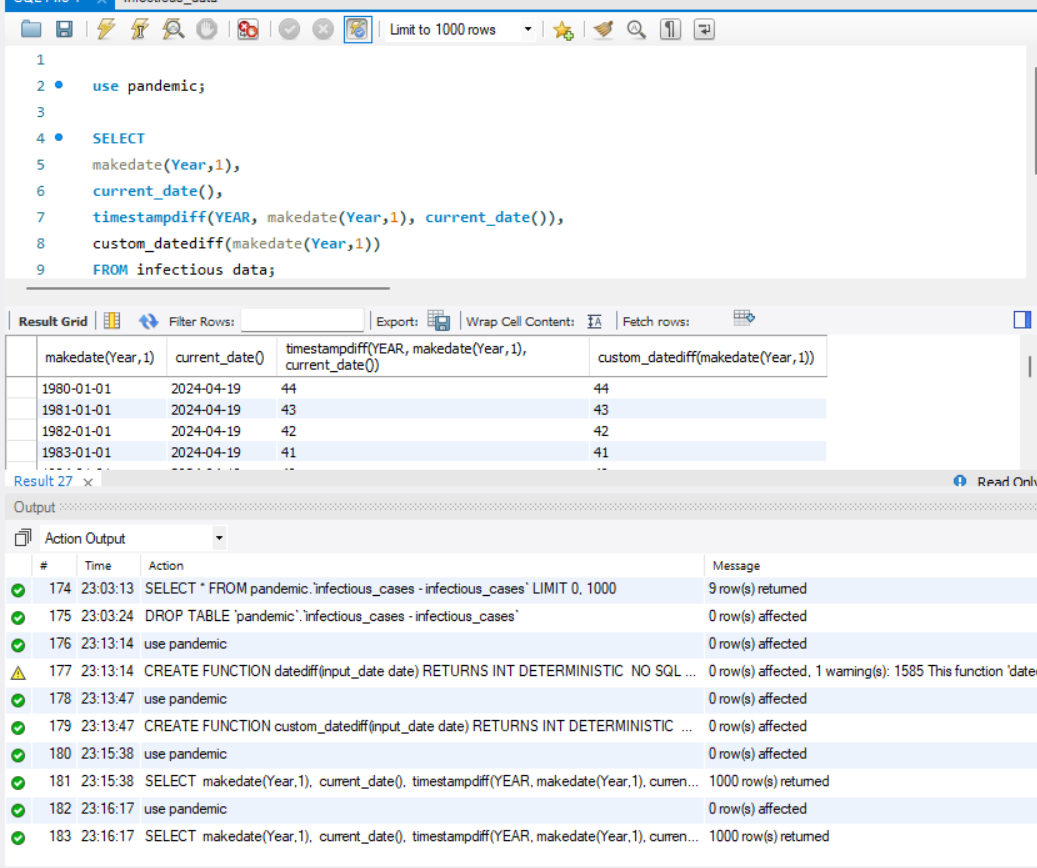 infectious_data
Limit to 1000 rows
1
2 use pandemic;
3
4 SELECT
5 makedate(Year,1),
6 current_date(),
7 timestampdiff(YEAR, makedate(Year,1), current_date()),
8 custom_datediff(makedate(Year,1))
9 FROM infectious data;
Result Grid Filter Rows: Export: Wrap Cell Content: Fetch rows:
makedate(Year,1) current_date() timestampdiff(YEAR, makedate(Year,1), current_date()) custom_datediff(makedate(Year,1))
1980-01-01 2024-04-19 44 44
1981-01-01 2024-04-19 43 43
1982-01-01 2024-04-19 42 42
1983-01-01 2024-04-19 41 41
Result 27 Read Only
Output
Action Output
# Time Action Message
174 23:03:13 SELECT * FROM pandemic.`infectious_cases - infectious_cases` LIMIT 0, 1000 9 row(s) returned
175 23:03:24 DROP TABLE `pandemic`.`infectious_cases - infectious_cases` 0 row(s) affected
176 23:13:14 use pandemic 0 row(s) affected
177 23:13:14 CREATE FUNCTION datediff(input_date date) RETURNS INT DETERMINISTIC NO SQL ... 0 row(s) affected, 1 warning(s): 1585 This function 'date
178 23:13:47 use pandemic 0 row(s) affected
179 23:13:47 CREATE FUNCTION custom_datediff(input_date date) RETURNS INT DETERMINISTIC ... 0 row(s) affected
180 23:15:38 use pandemic 0 row(s) affected
181 23:15:38 SELECT makedate(Year,1), current_date(), timestampdiff(YEAR, makedate(Year,1), curren... 1000 row(s) returned
182 23:16:17 use pandemic 0 row(s) affected
183 23:16:17 SELECT makedate(Year,1), current_date(), timestampdiff(YEAR, makedate(Year,1), curren... 1000 row(s) returned